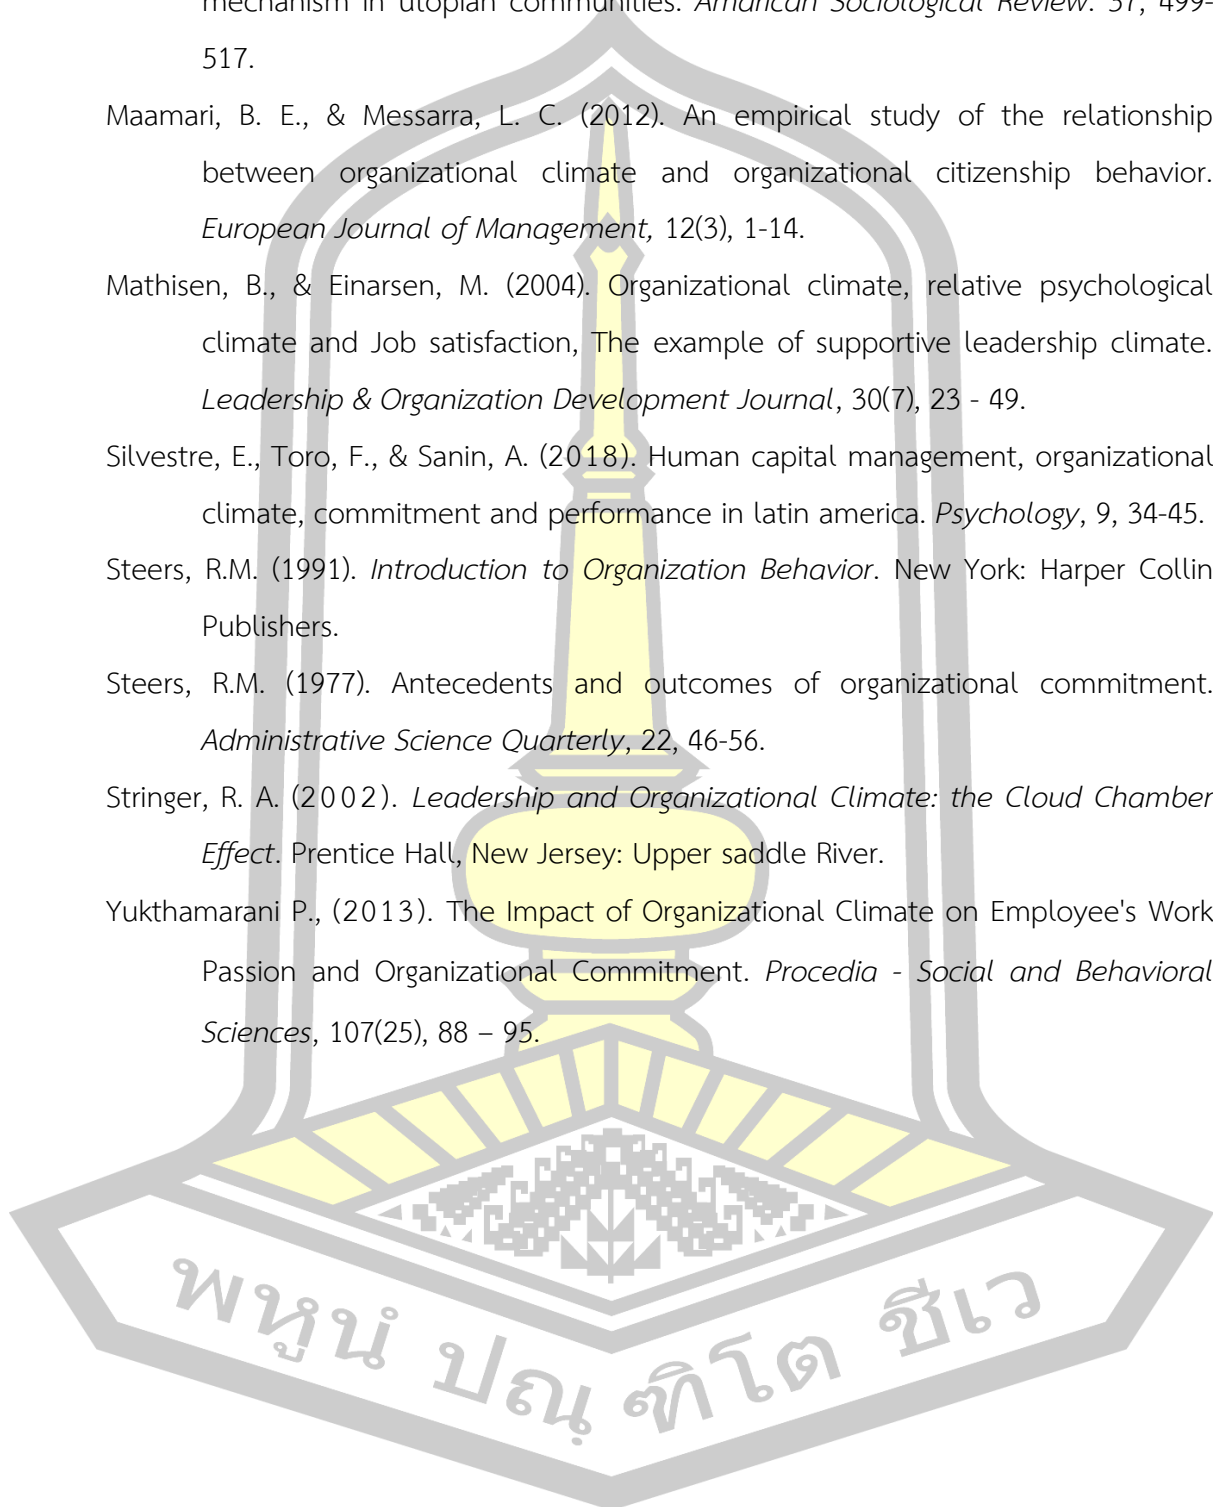 mechanism in utopian communities. American Sociological Review. 37, 499-
517.
Maamari, B. E., & Messarra, L. C. (2012). An empirical study of the relationship
between organizational climate and organizational citizenship behavior.
European Journal of Management, 12(3), 1-14.
Mathisen, B., & Einarsen, M. (2004). Organizational climate, relative psychological
climate and Job satisfaction, The example of supportive leadership climate.
Leadership & Organization Development Journal, 30(7), 23 - 49.
Silvestre, E., Toro, F., & Sanin, A. (2018). Human capital management, organizational
climate, commitment and performance in latin america. Psychology, 9, 34-45.
Steers, R.M. (1991). Introduction to Organization Behavior. New York: Harper Collin
Publishers.
Steers, R.M. (1977). Antecedents and outcomes of organizational commitment.
Administrative Science Quarterly, 22, 46-56.
Stringer, R. A. (2002). Leadership and Organizational Climate: the Cloud Chamber
Effect. Prentice Hall, New Jersey: Upper saddle River.
Yukthamarani P., (2013). The Impact of Organizational Climate on Employee's Work
Passion and Organizational Commitment. Procedia - Social and Behavioral
Sciences, 107(25), 88 – 95.
พหูนํ ปณฺฑิโต ชีเว